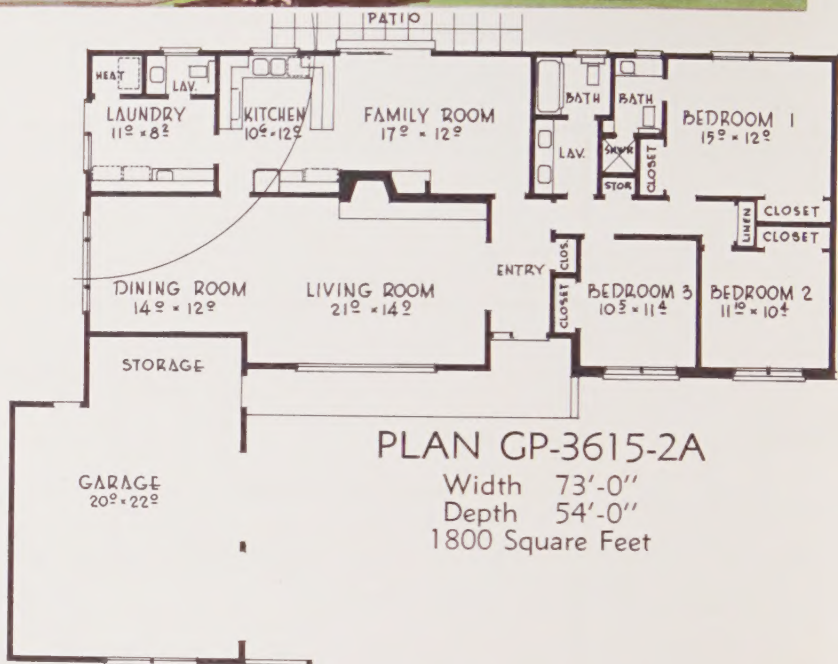 PATIO
HEAT
LAV.
LAUNDRY
11⁰ × 8²
KITCHEN
10⁶ × 12⁰
FAMILY ROOM
17⁰ × 12⁰
BATH
BATH
LAV.
SHWR
STOR
CLOSET
BEDROOM 1
15⁰ × 12⁰
CLOSET
LINEN
CLOSET
DINING ROOM
14⁰ × 12⁰
LIVING ROOM
21⁰ × 14⁰
ENTRY
CLOS.
CLOSET
BEDROOM 3
10⁵ × 11⁴
BEDROOM 2
11¹⁰ × 10⁴
STORAGE
GARAGE
20⁰ × 22⁰
PLAN GP-3615-2A
Width 73'-0"
Depth 54'-0"
1800 Square Feet